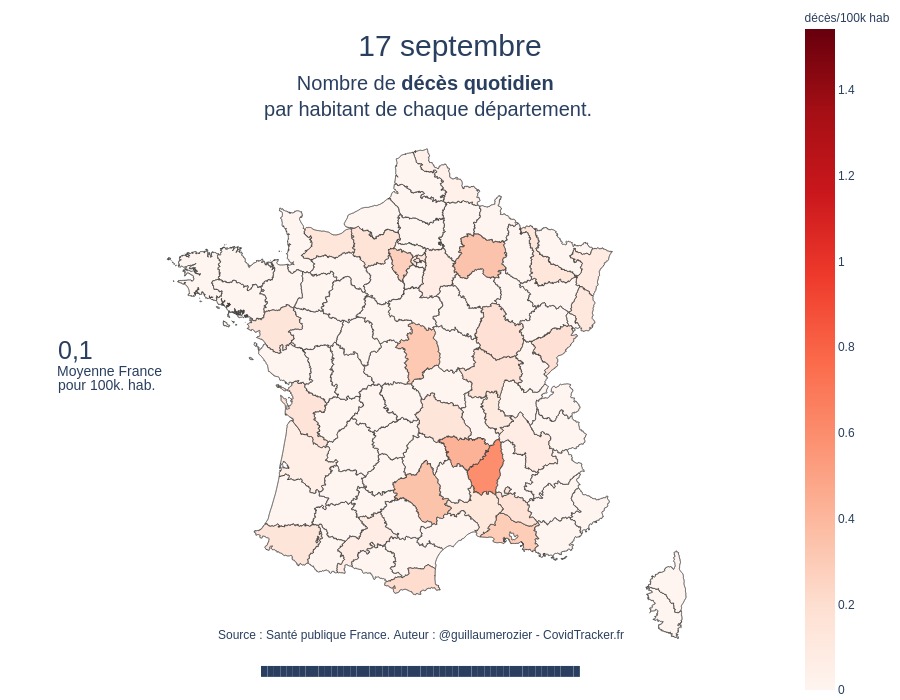 17 septembre
Nombre de décès quotidien
par habitant de chaque département.
décès/100k hab
1.4
1.2
1
0.8
0.6
0.4
0.2
0
0,1
Moyenne France
pour 100k. hab.
Source : Santé publique France. Auteur : @guillaumerozier - CovidTracker.fr